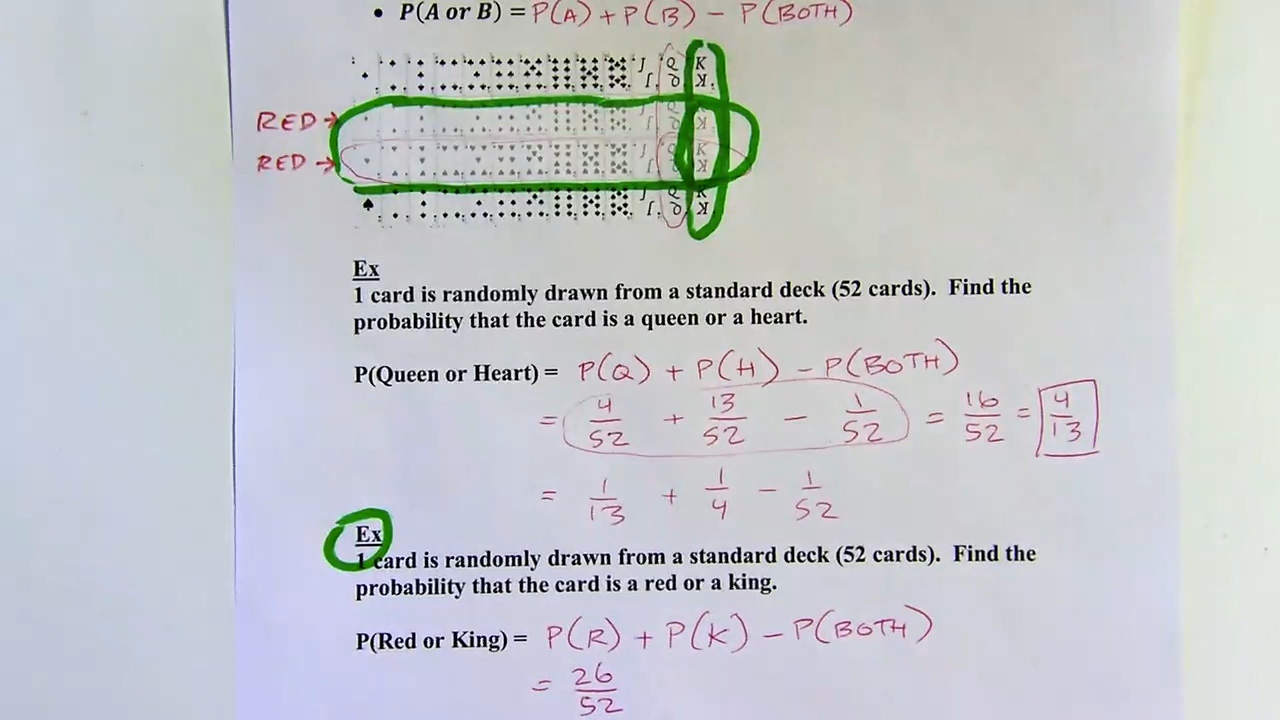 • P(A or B) = P(A) + P(B) - P(BOTH)
J Q K
J Q K
RED →
RED →
Ex
1 card is randomly drawn from a standard deck (52 cards). Find the
probability that the card is a queen or a heart.
P(Queen or Heart) = P(Q) + P(H) - P(BOTH)
= 4/52 + 13/52 - 1/52 = 16/52 = 4/13
= 1/13 + 1/4 - 1/52
Ex
1 card is randomly drawn from a standard deck (52 cards). Find the
probability that the card is a red or a king.
P(Red or King) = P(R) + P(K) - P(BOTH)
= 26/52